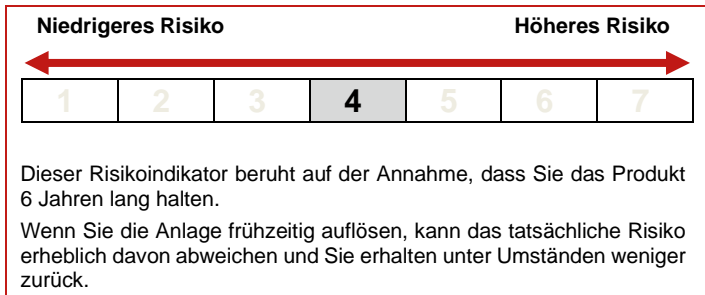 Niedrigeres Risiko Höheres Risiko
1 2 3 4 5 6 7
Dieser Risikoindikator beruht auf der Annahme, dass Sie das Produkt
6 Jahren lang halten.
Wenn Sie die Anlage frühzeitig auflösen, kann das tatsächliche Risiko
erheblich davon abweichen und Sie erhalten unter Umständen weniger
zurück.